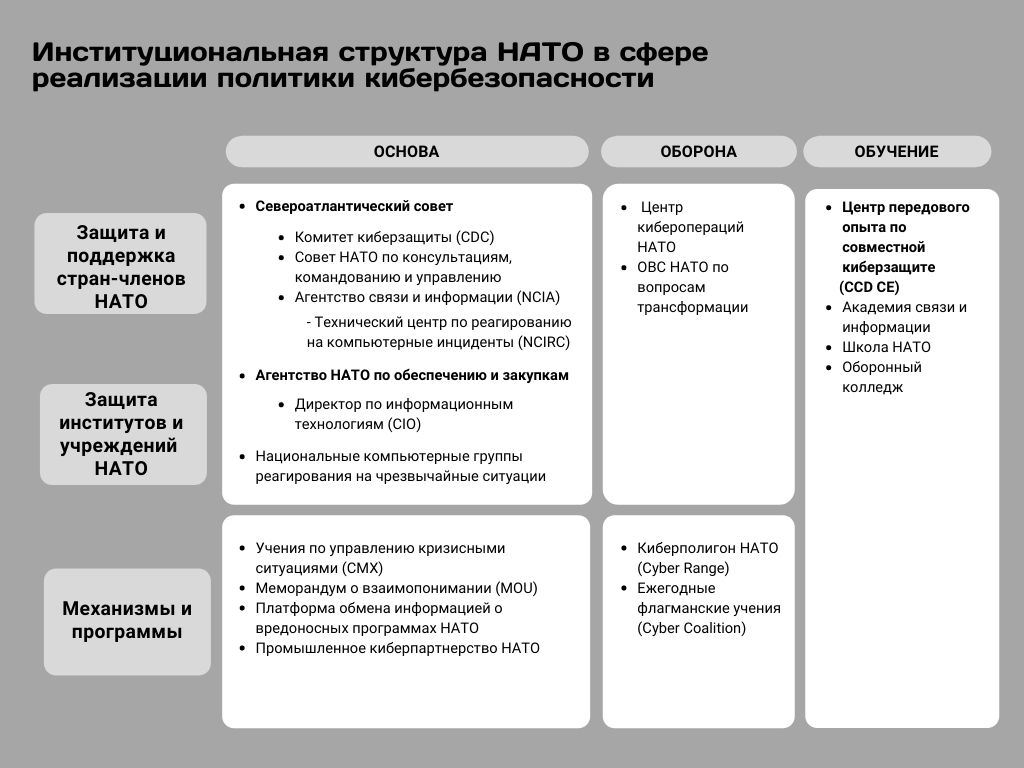 Институциональная структура НАТО в сфере
реализации политики кибербезопасности
ОСНОВА
ОБОРОНА
ОБУЧЕНИЕ
Защита и
поддержка
стран-членов
НАТО
Защита
институтов и
учреждений
НАТО
• Североатлантический совет
• Комитет киберзащиты (CDC)
• Совет НАТО по консультациям,
командованию и управлению
• Агентство связи и информации (NCIA)
- Технический центр по реагированию
на компьютерные инциденты (NCIRC)
• Агентство НАТО по обеспечению и закупкам
• Директор по информационным
технологиям (CIO)
• Национальные компьютерные группы
реагирования на чрезвычайные ситуации
• Центр
киберопераций
НАТО
• ОВС НАТО по
вопросам
трансформации
• Центр передового
опыта по
совместной
киберзащите
(CCD CE)
• Академия связи и
информации
• Школа НАТО
• Оборонный
колледж
Механизмы и
программы
• Учения по управлению кризисными
ситуациями (CMX)
• Меморандум о взаимопонимании (MOU)
• Платформа обмена информацией о
вредоносных программах НАТО
• Промышленное киберпартнерство НАТО
• Киберполигон НАТО
(Cyber Range)
• Ежегодные
флагманские учения
(Cyber Coalition)